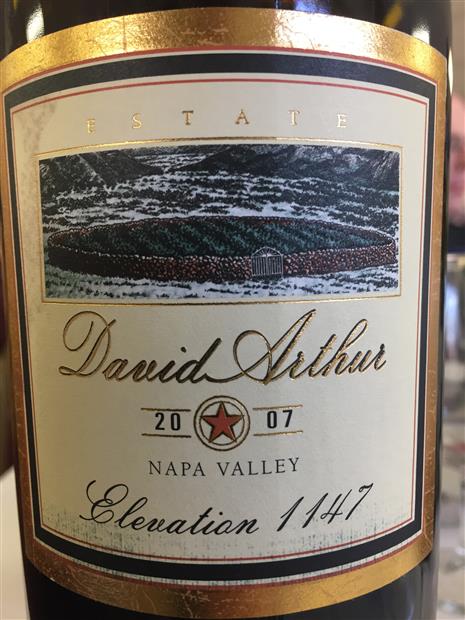 ESTATE
David Arthur
20 07
NAPA VALLEY
Elevation 1147